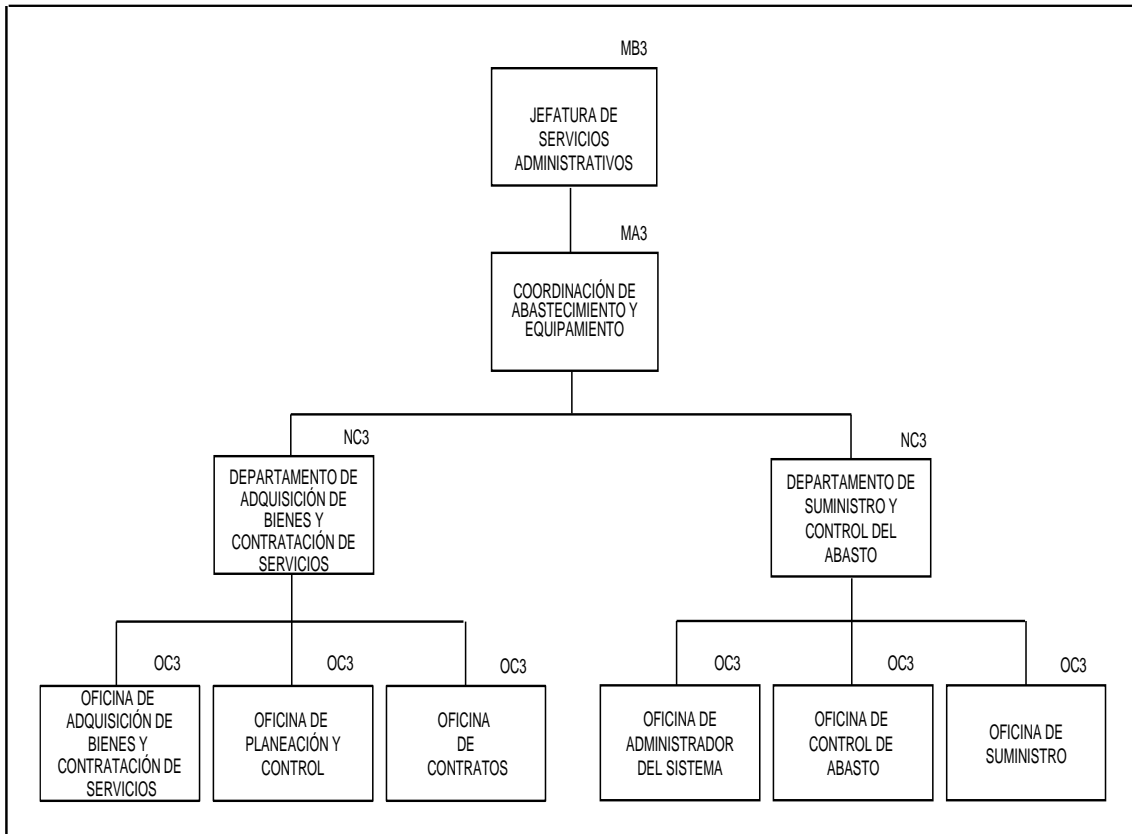 MB3
JEFATURA DE
SERVICIOS
ADMINISTRATIVOS
MA3
COORDINACIÓN DE
ABASTECIMIENTO Y
EQUIPAMIENTO
NC3
DEPARTAMENTO DE
ADQUISICIÓN DE
BIENES Y
CONTRATACIÓN DE
SERVICIOS
NC3
DEPARTAMENTO DE
SUMINISTRO Y
CONTROL DEL
ABASTO
OC3
OFICINA DE
ADQUISICIÓN DE
BIENES Y
CONTRATACIÓN DE
SERVICIOS
OC3
OFICINA DE
PLANEACIÓN Y
CONTROL
OC3
OFICINA
DE
CONTRATOS
OC3
OFICINA DE
ADMINISTRADOR
DEL SISTEMA
OC3
OFICINA DE
CONTROL DE
ABASTO
OC3
OFICINA DE
SUMINISTRO